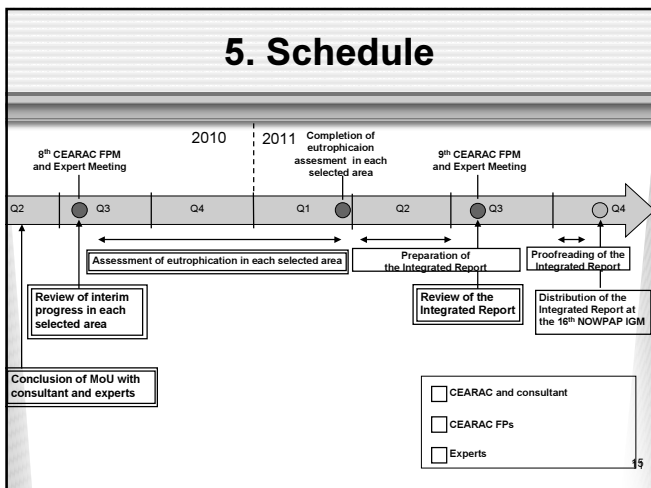 5. Schedule
2010
2011
Completion of
eutrophicaion
assesment in each
selected area
8th CEARAC FPM
and Expert Meeting
9th CEARAC FPM
and Expert Meeting
Q2
Q3
Q4
Q1
Q2
Q3
Q4
Assessment of eutrophication in each selected area
Preparation of
the Integrated Report
Proofreading of the
Integrated Report
Review of interim
progress in each
selected area
Review of the
Integrated Report
Distribution of the
Integrated Report at
the 16th NOWPAP IGM
Conclusion of MoU with
consultant and experts
CEARAC and consultant
CEARAC FPs
Experts
15